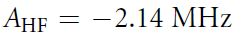 A_HF = −2.14 MHz